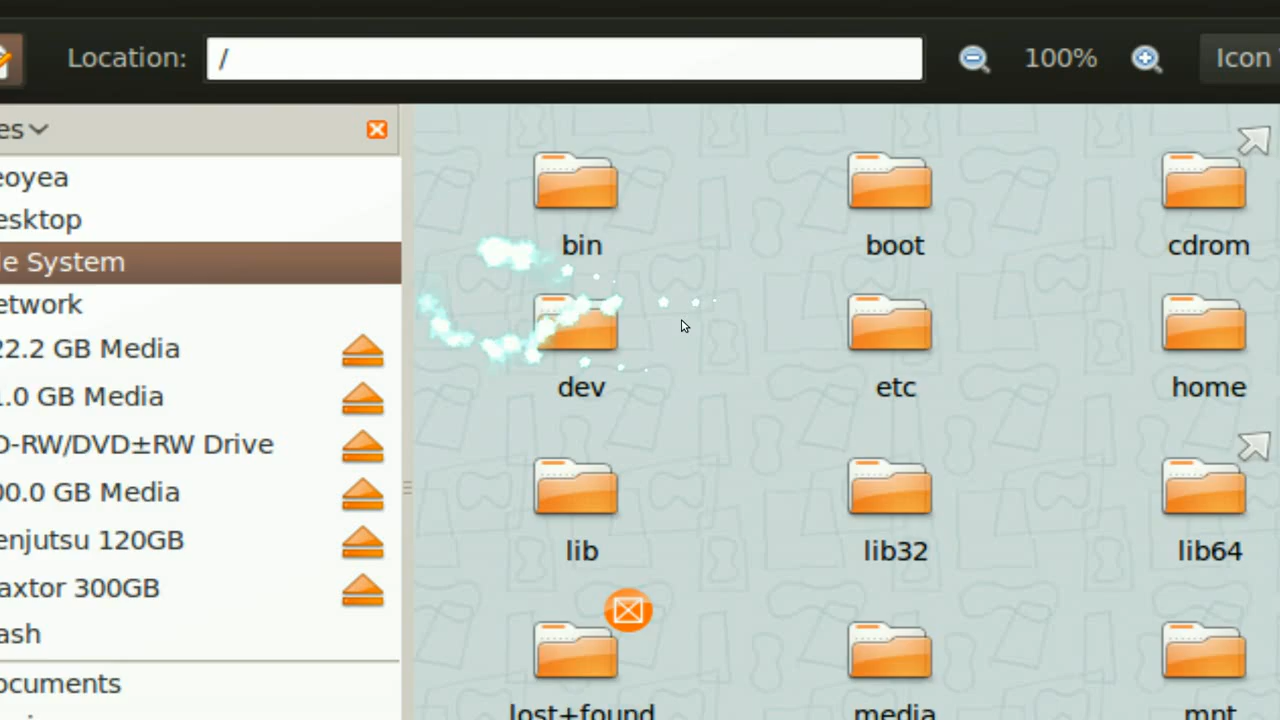 Location: / 100% Icon
es
eoyea
esktop
le System
etwork
22.2 GB Media
.0 GB Media
D-RW/DVD±RW Drive
00.0 GB Media
enjutsu 120GB
axtor 300GB
ash
ocuments
bin boot cdrom
dev etc home
lib lib32 lib64
lost+found media mnt